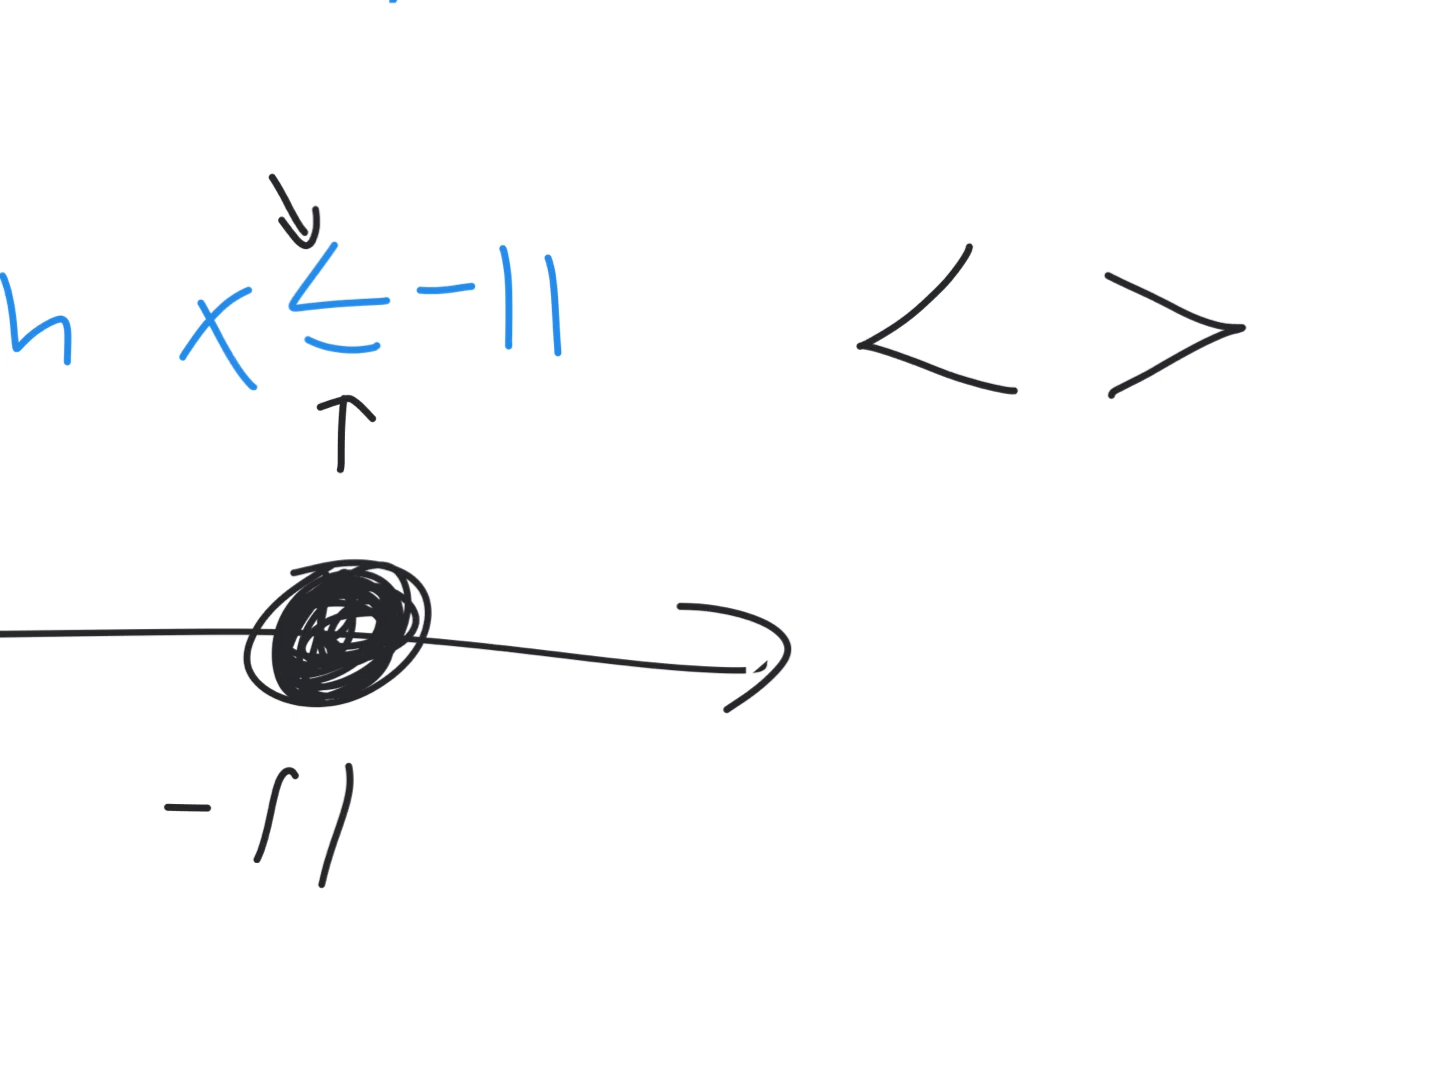 h x ≤ -11 < >
-11